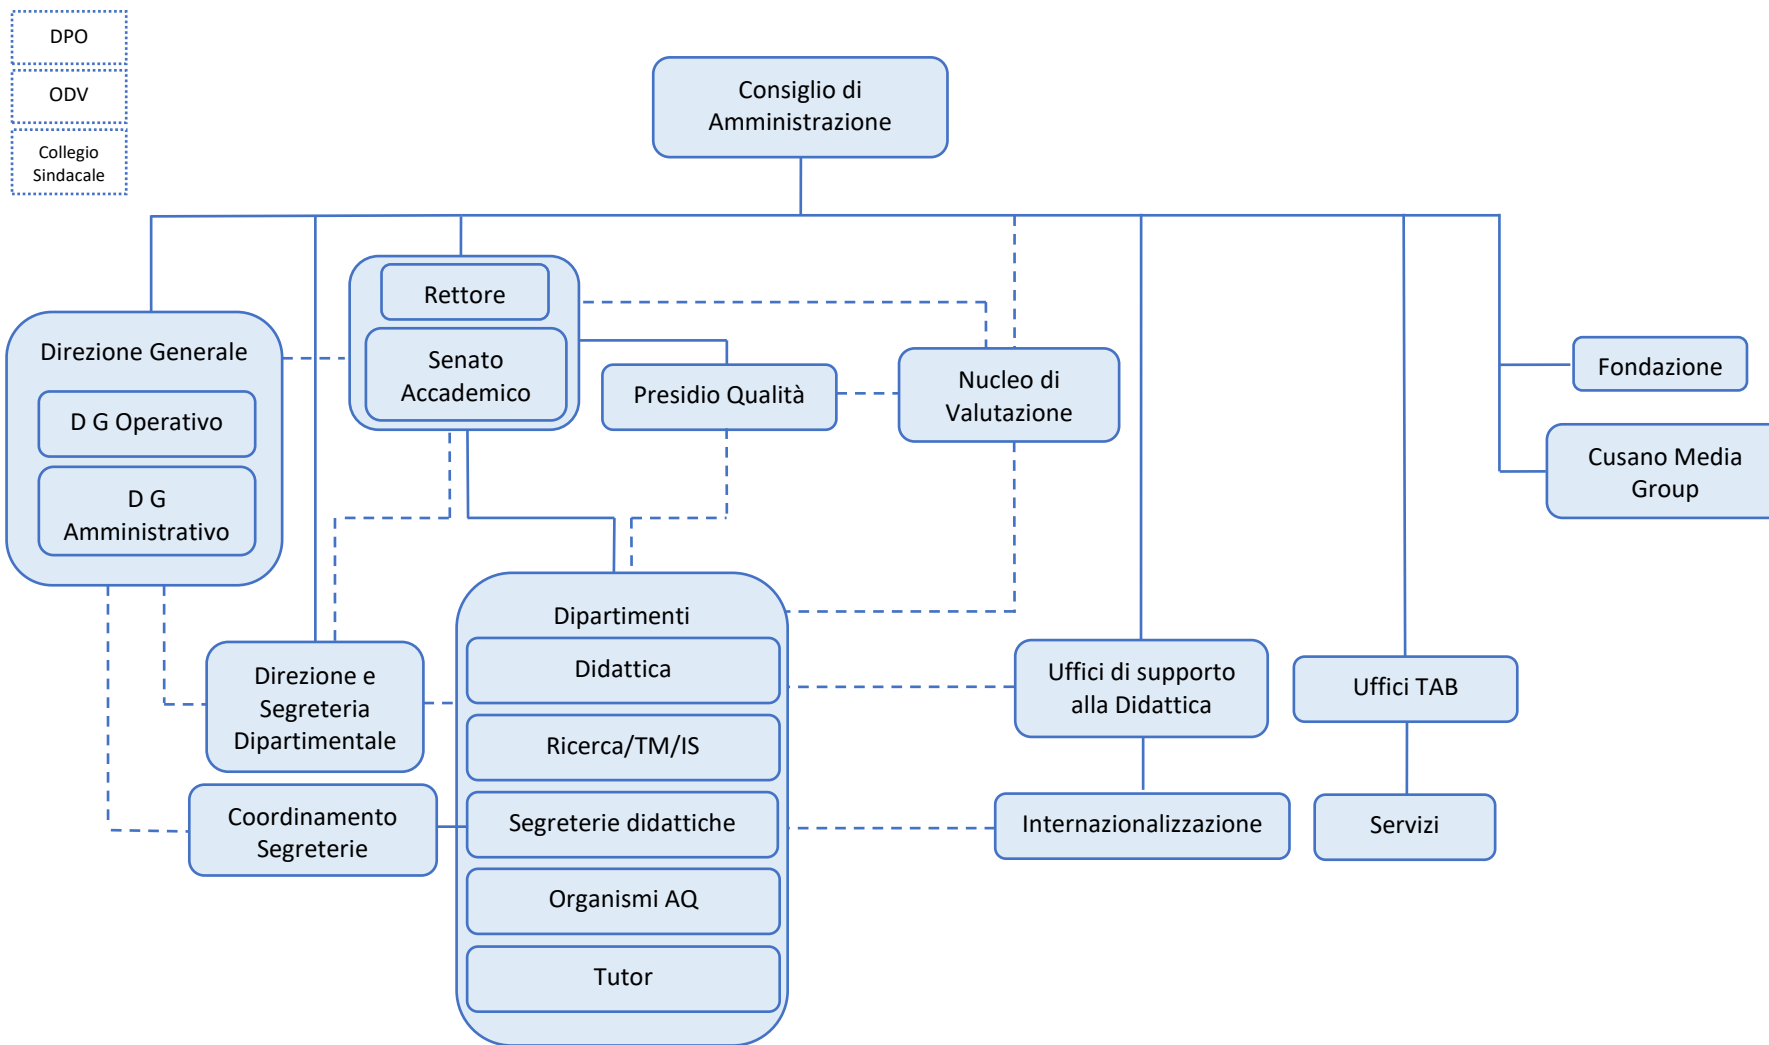 DPO
ODV
Collegio
Sindacale
Consiglio di
Amministrazione
Rettore
Senato
Accademico
Direzione Generale
D G Operativo
D G
Amministrativo
Presidio Qualità
Nucleo di
Valutazione
Fondazione
Cusano Media
Group
Dipartimenti
Didattica
Ricerca/TM/IS
Segreterie didattiche
Organismi AQ
Tutor
Direzione e
Segreteria
Dipartimentale
Coordinamento
Segreterie
Uffici di supporto
alla Didattica
Internazionalizzazione
Uffici TAB
Servizi